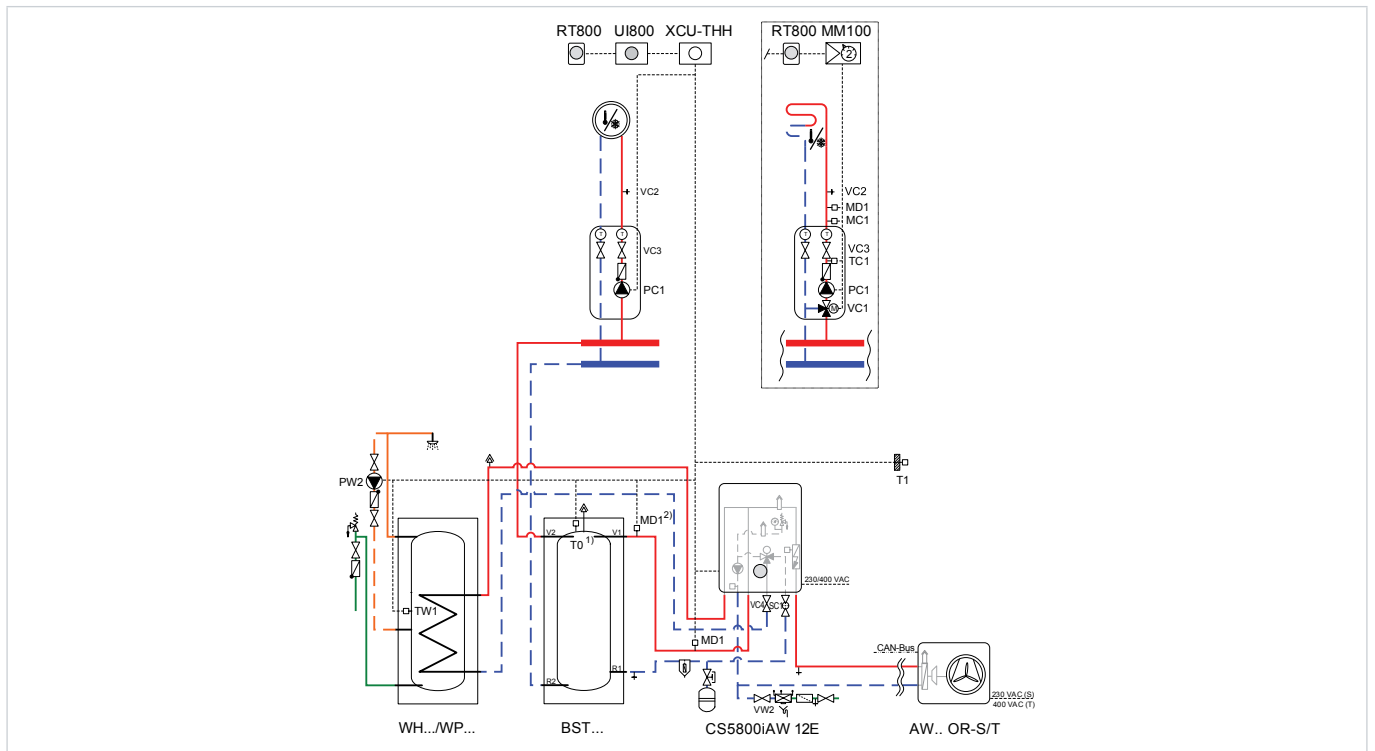 RT800 UI800 XCU-THH
RT800 MM100
2
VC2
VC2
MD1
MC1
T T
VC3
PC1
T T
VC3
TC1
PC1
M
VC1
PW2
T1
MD1 2)
V2
T0 1)
V1
230/400 VAC
TW1
VC4
SC1
MD1
CAN-Bus
R2
R1
230 VAC (S)
400 VAC (T)
VW2
WH.../WP...
BST...
CS5800iAW 12E
AW.. OR-S/T